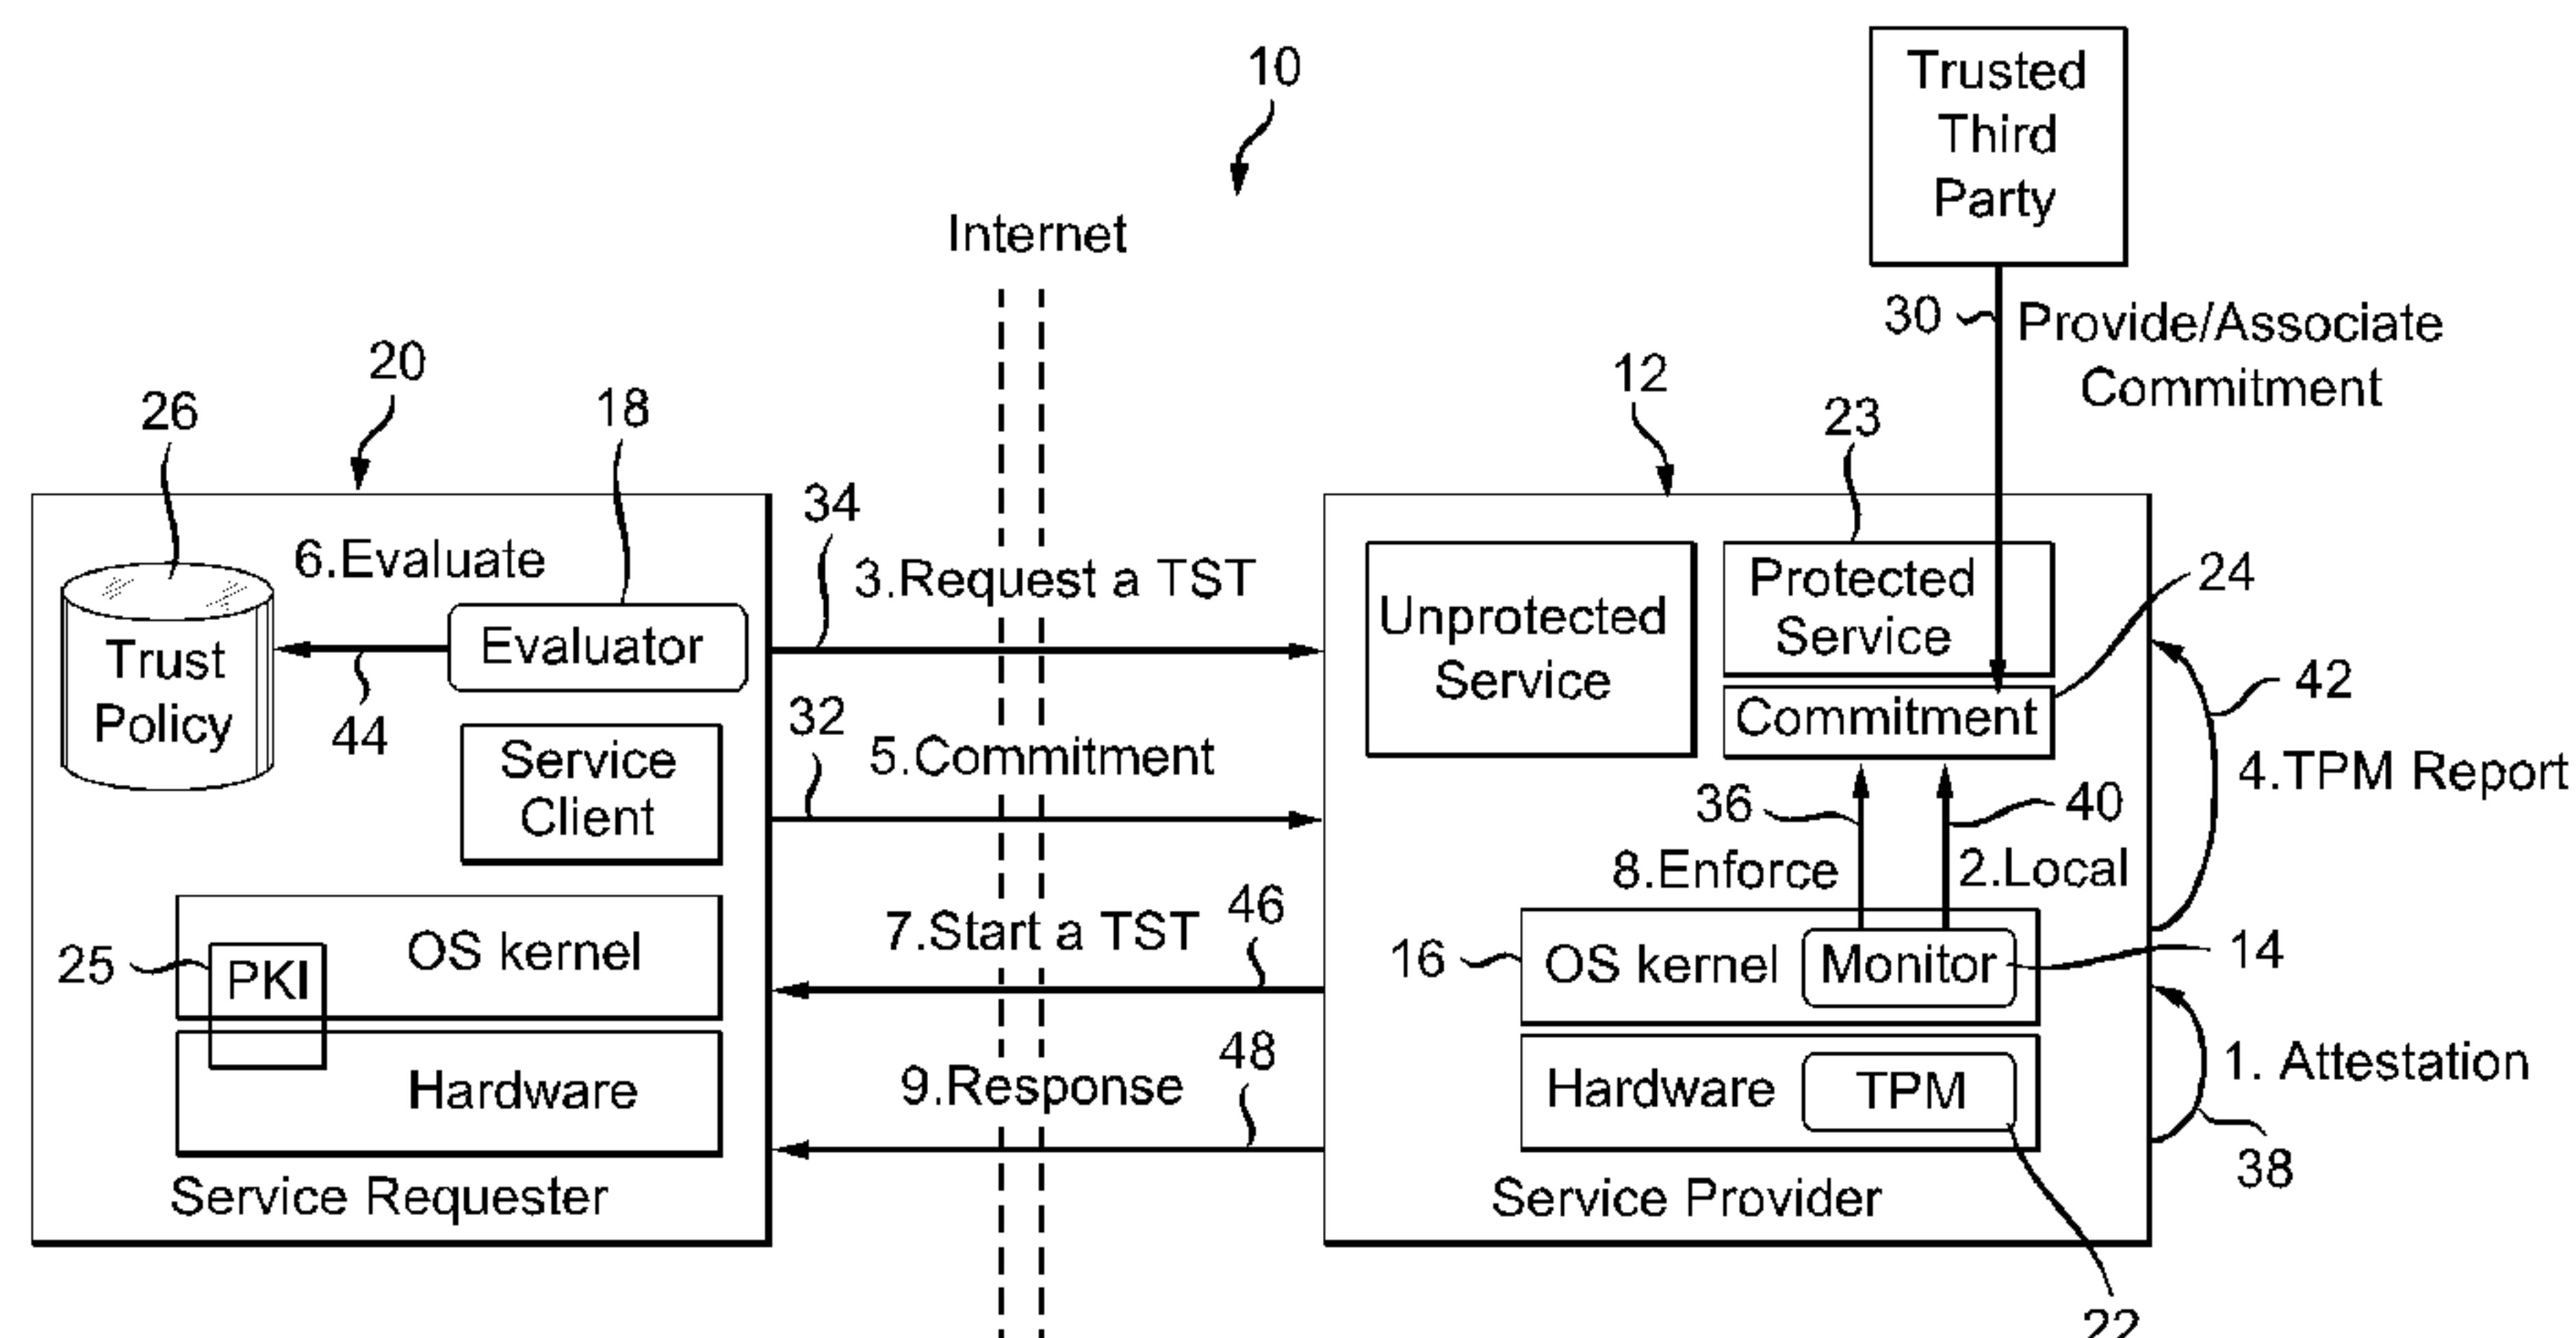 10
Trusted
Third
Party
Internet
30
Provide/Associate
Commitment
20
26
18
12
23
34
6.Evaluate
3.Request a TST
Evaluator
Trust
Policy
44
Service
Client
32
5.Commitment
25
PKI
OS kernel
Hardware
Service Requester
7.Start a TST
46
9.Response
48
Unprotected
Service
Protected
Service
24
Commitment
42
4.TPM Report
36
40
8.Enforce
2.Local
16
OS kernel
Monitor
14
Hardware
TPM
1. Attestation
38
Service Provider
22